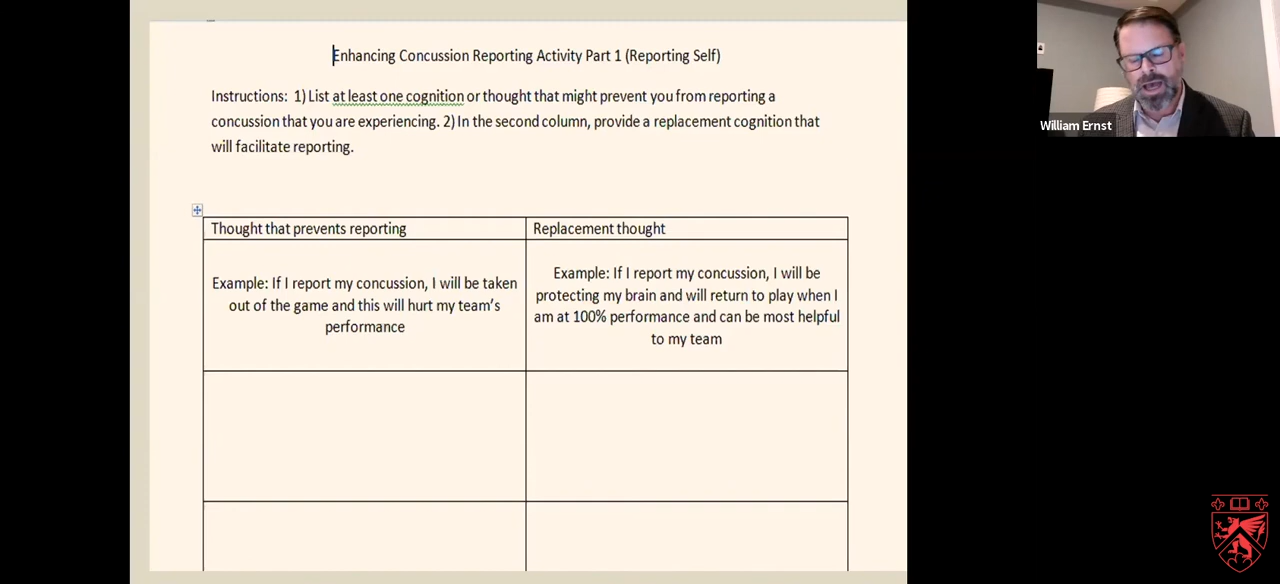 Enhancing Concussion Reporting Activity Part 1 (Reporting Self)
Instructions: 1) List at least one cognition or thought that might prevent you from reporting a
concussion that you are experiencing. 2) In the second column, provide a replacement cognition that
will facilitate reporting.
Thought that prevents reporting
Replacement thought
Example: If I report my concussion, I will be taken
out of the game and this will hurt my team's
performance
Example: If I report my concussion, I will be
protecting my brain and will return to play when I
am at 100% performance and can be most helpful
to my team
William Ernst